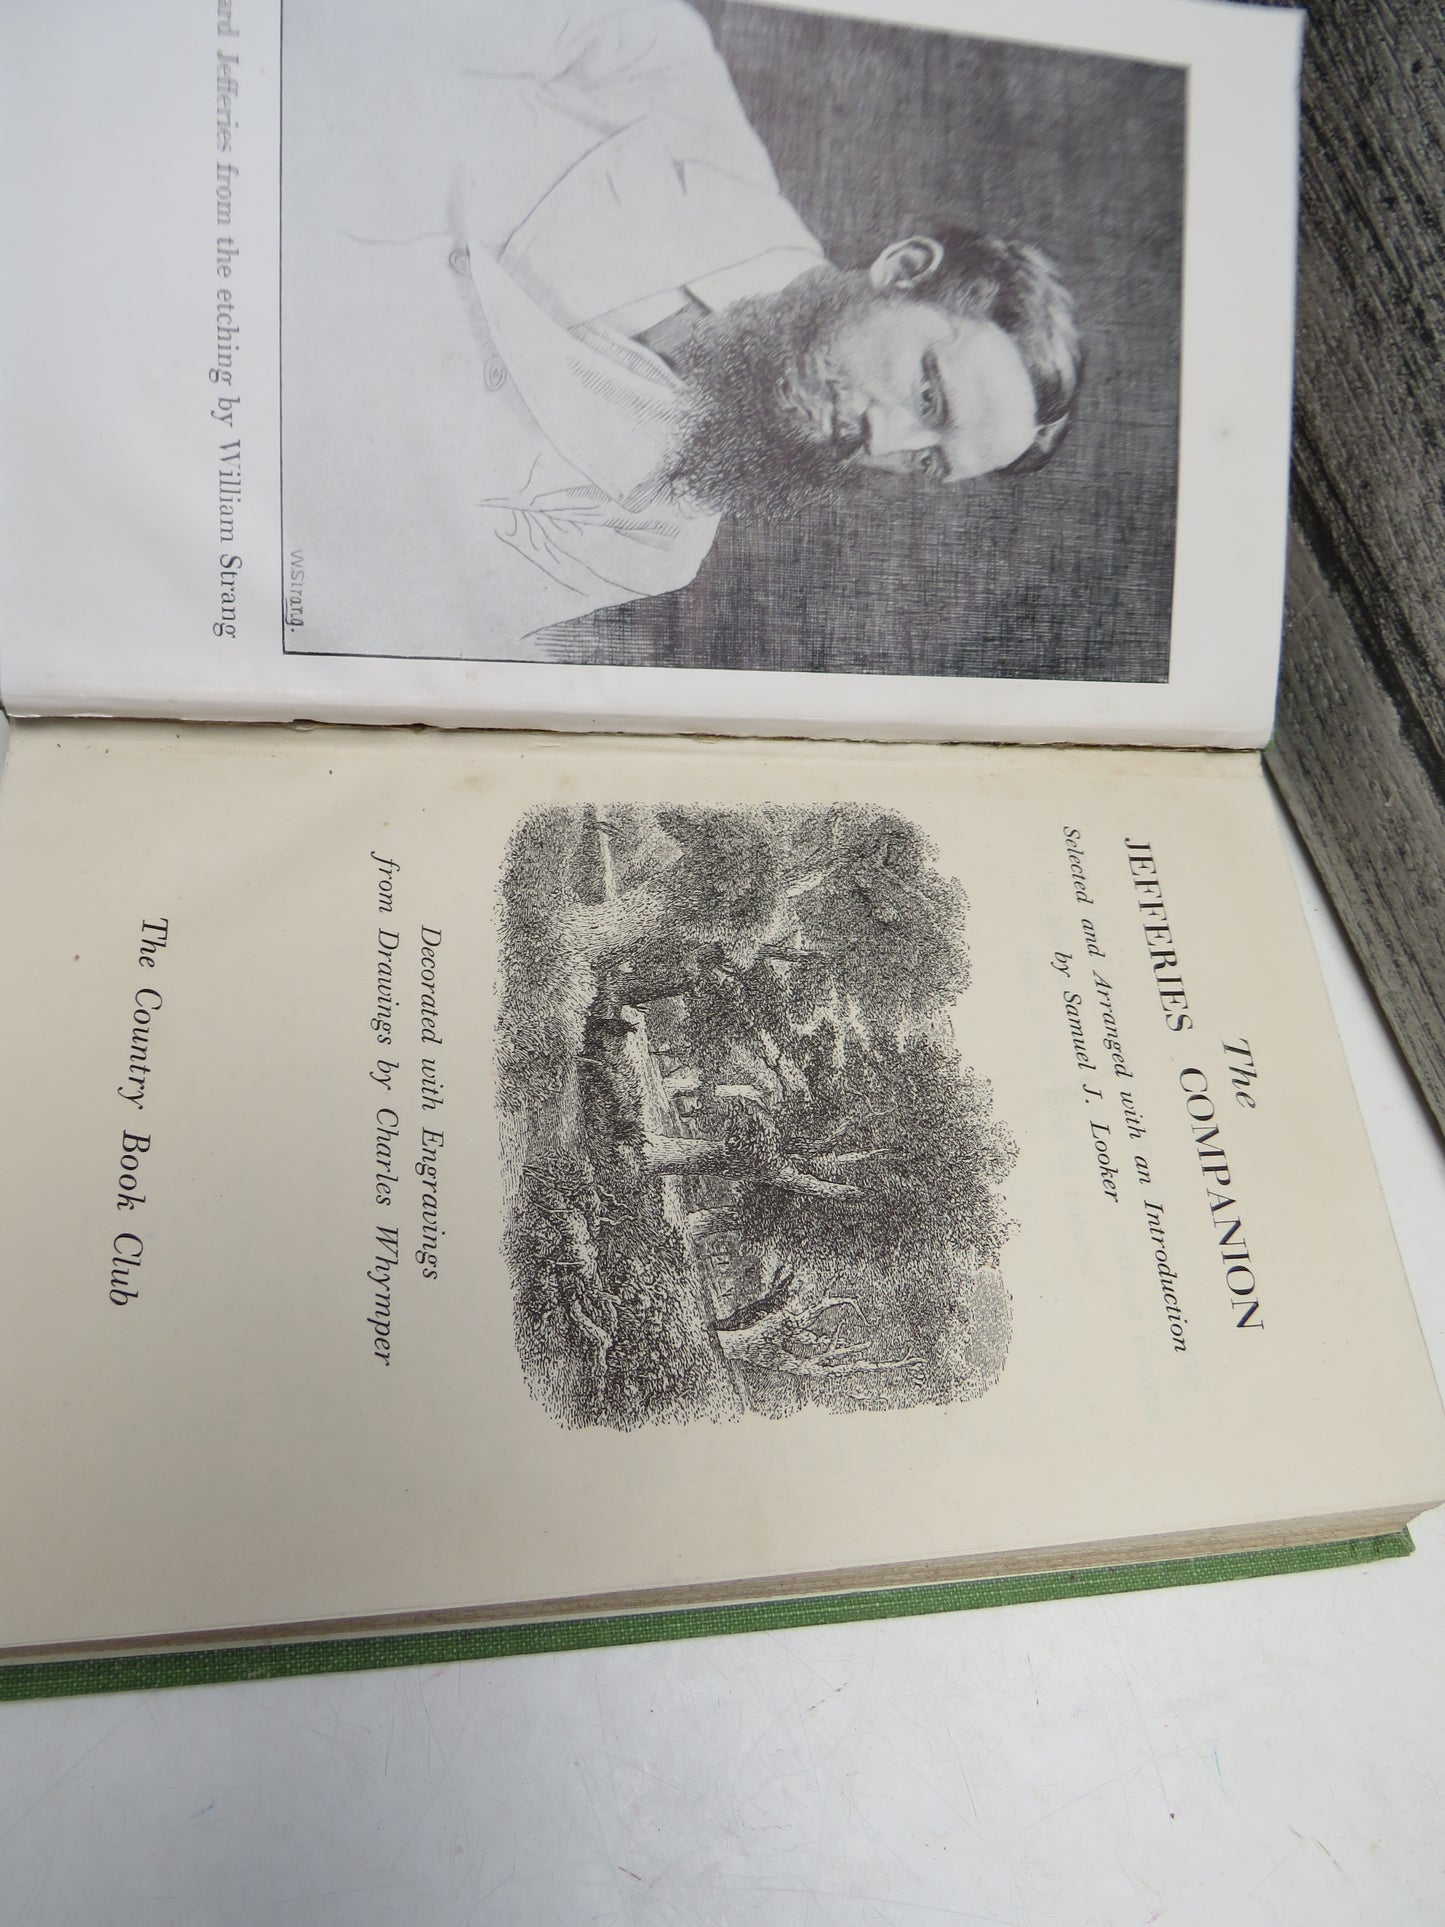 W Strang.
ard Jefferies from the etching by William Strang
The
JEFFERIES COMPANION
Selected and Arranged with an Introduction
by Samuel J. Looker
Decorated with Engravings
from Drawings by Charles Whymper
The Country Book Club